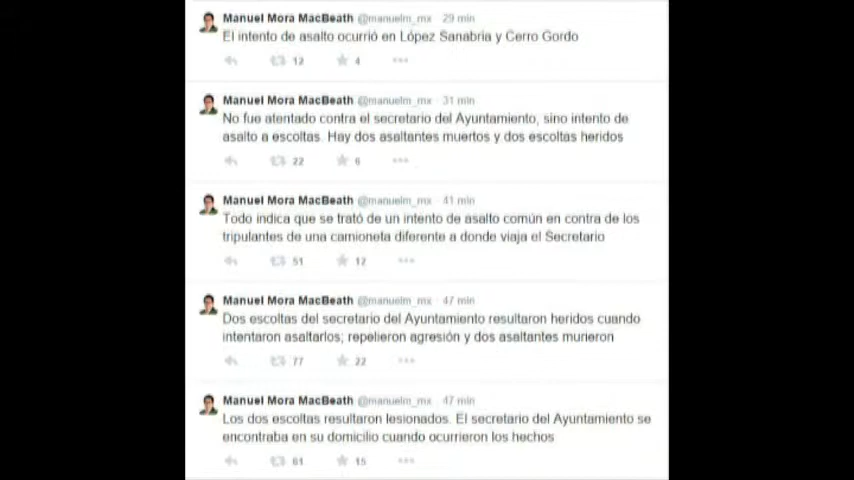 Manuel Mora MacBeath @manuelm_mx · 29 min
El intento de asalto ocurrió en López Sanabria y Cerro Gordo
12 4
Manuel Mora MacBeath @manuelm_mx · 31 min
No fue atentado contra el secretario del Ayuntamiento, sino intento de
asalto a escoltas. Hay dos asaltantes muertos y dos escoltas heridos
22 6
Manuel Mora MacBeath @manuelm_mx · 41 min
Todo indica que se trató de un intento de asalto común en contra de los
tripulantes de una camioneta diferente a donde viaja el Secretario
51 12
Manuel Mora MacBeath @manuelm_mx · 47 min
Dos escoltas del secretario del Ayuntamiento resultaron heridos cuando
intentaron asaltarlos; repelieron agresión y dos asaltantes murieron
77 22
Manuel Mora MacBeath @manuelm_mx · 47 min
Los dos escoltas resultaron lesionados. El secretario del Ayuntamiento se
encontraba en su domicilio cuando ocurrieron los hechos
61 15